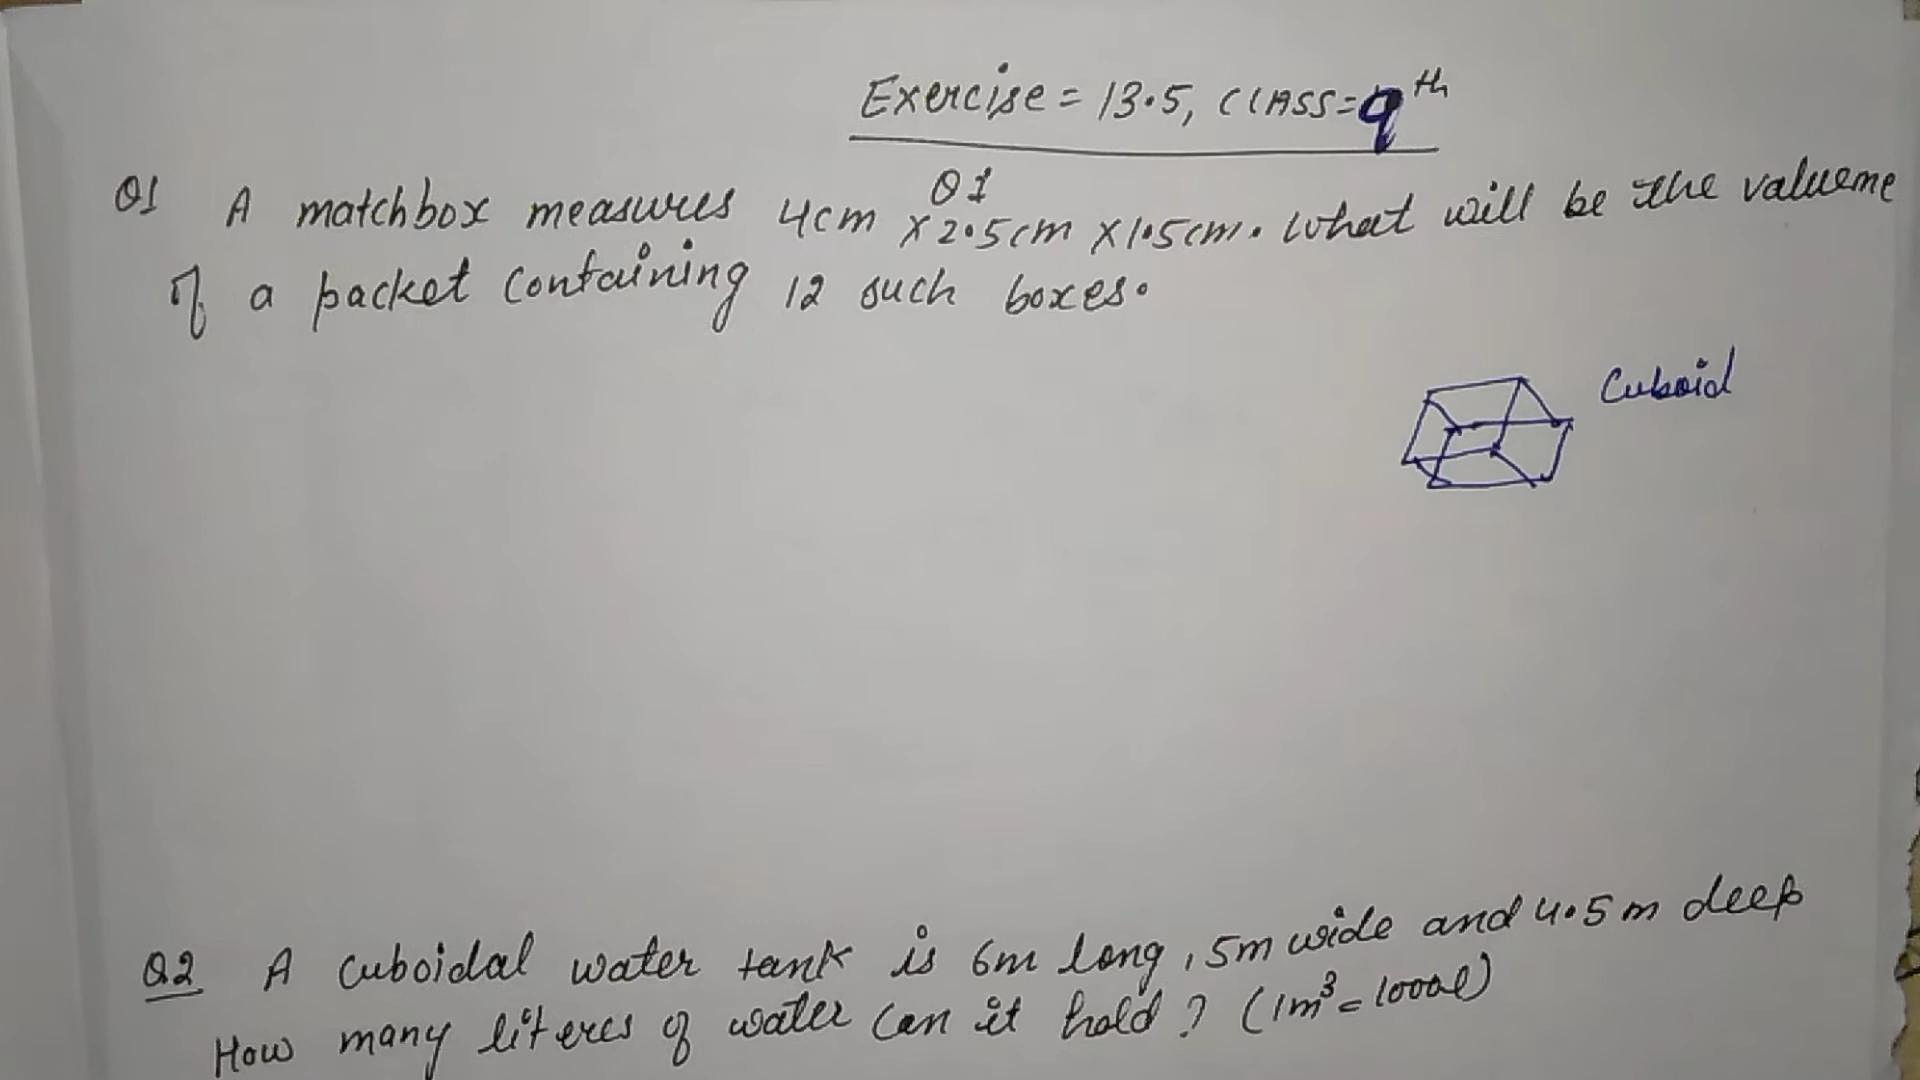 Exercise = 13.5, CLASS=9th
Q1
Q1 A matchbox measures 4cm x 2.5cm x 1.5cm. What will be the valueme
of a packet containing 12 such boxes.
Cuboid
Q2 A cuboidal water tank is 6m long, 5m wide and 4.5m deep
How many literes of water can it hold? (1m³ = 1000l)